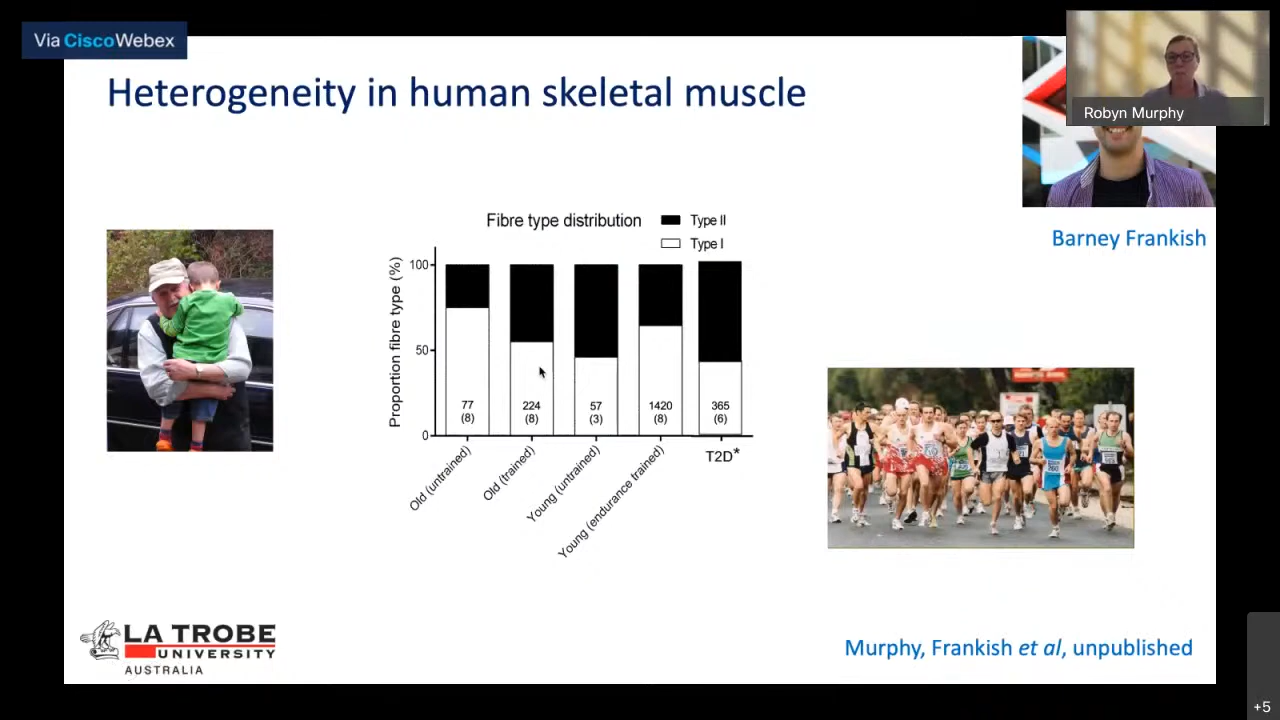 Via CiscoWebex
Heterogeneity in human skeletal muscle
Robyn Murphy
Barney Frankish
Fibre type distribution
Type II
Type I
Proportion fibre type (%)
100
50
0
77
(8)
224
(8)
57
(3)
1420
(8)
365
(6)
Old (untrained)
Old (trained)
Young (untrained)
Young (endurance trained)
T2D*
LA TROBE
UNIVERSITY
AUSTRALIA
Murphy, Frankish et al, unpublished
+5